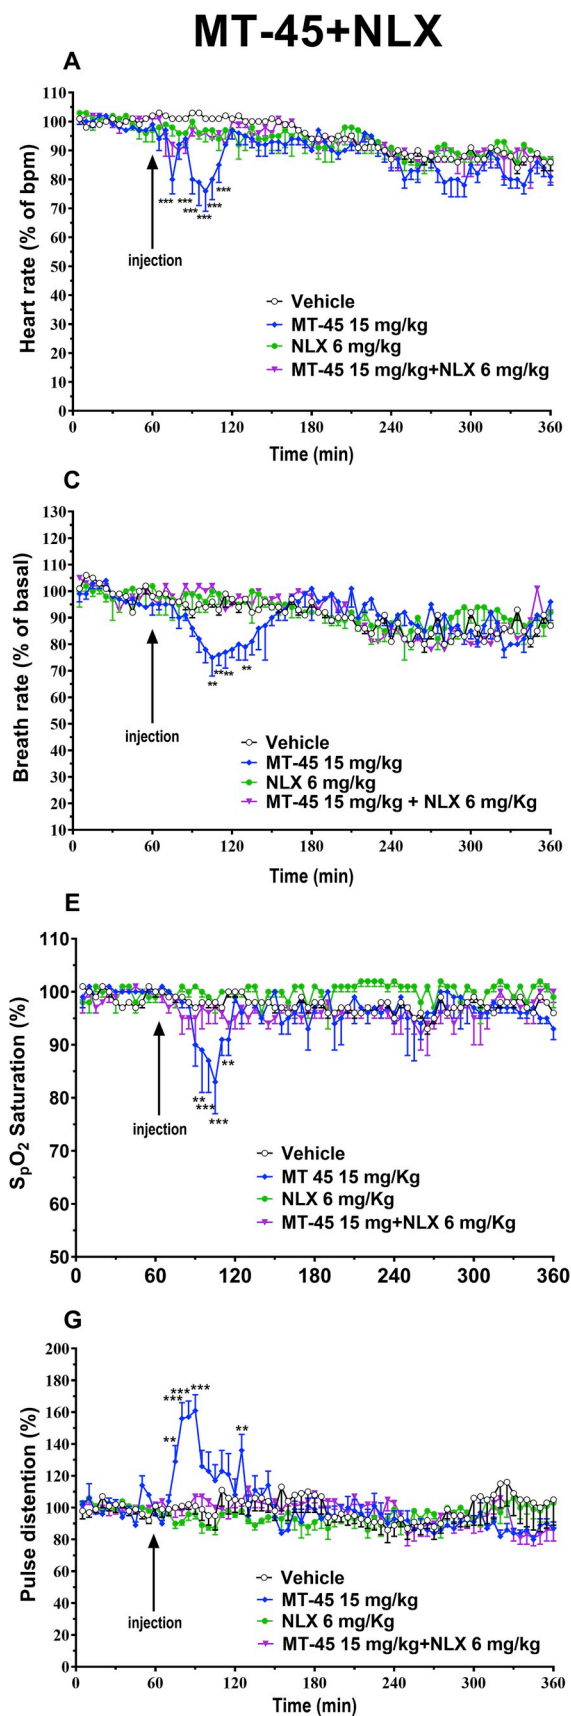 MT-45+NLX
A
Heart rate (% of bpm)
110
100
90
80
70
60
50
40
30
20
10
0
***
***
***
***
***
***
injection
Vehicle
MT-45 15 mg/kg
NLX 6 mg/kg
MT-45 15 mg/kg+NLX 6 mg/kg
0 60 120 180 240 300 360
Time (min)
C
Breath rate (% of basal)
130
120
110
100
90
80
70
60
50
40
30
20
10
**
**
**
**
injection
Vehicle
MT-45 15 mg/kg
NLX 6 mg/kg
MT-45 15 mg/kg + NLX 6 mg/Kg
0 60 120 180 240 300 360
Time (min)
E
SpO2 Saturation (%)
110
100
90
80
70
60
50
**
**
***
***
injection
Vehicle
MT 45 15 mg/Kg
NLX 6 mg/Kg
MT-45 15 mg+NLX 6 mg/Kg
0 60 120 180 240 300 360
G
Pulse distention (%)
200
180
160
140
120
100
80
60
40
20
0
***
***
***
**
**
injection
Vehicle
MT-45 15 mg/kg
NLX 6 mg/Kg
MT-45 15 mg/kg+NLX 6 mg/kg
0 60 120 180 240 300 360
Time (min)